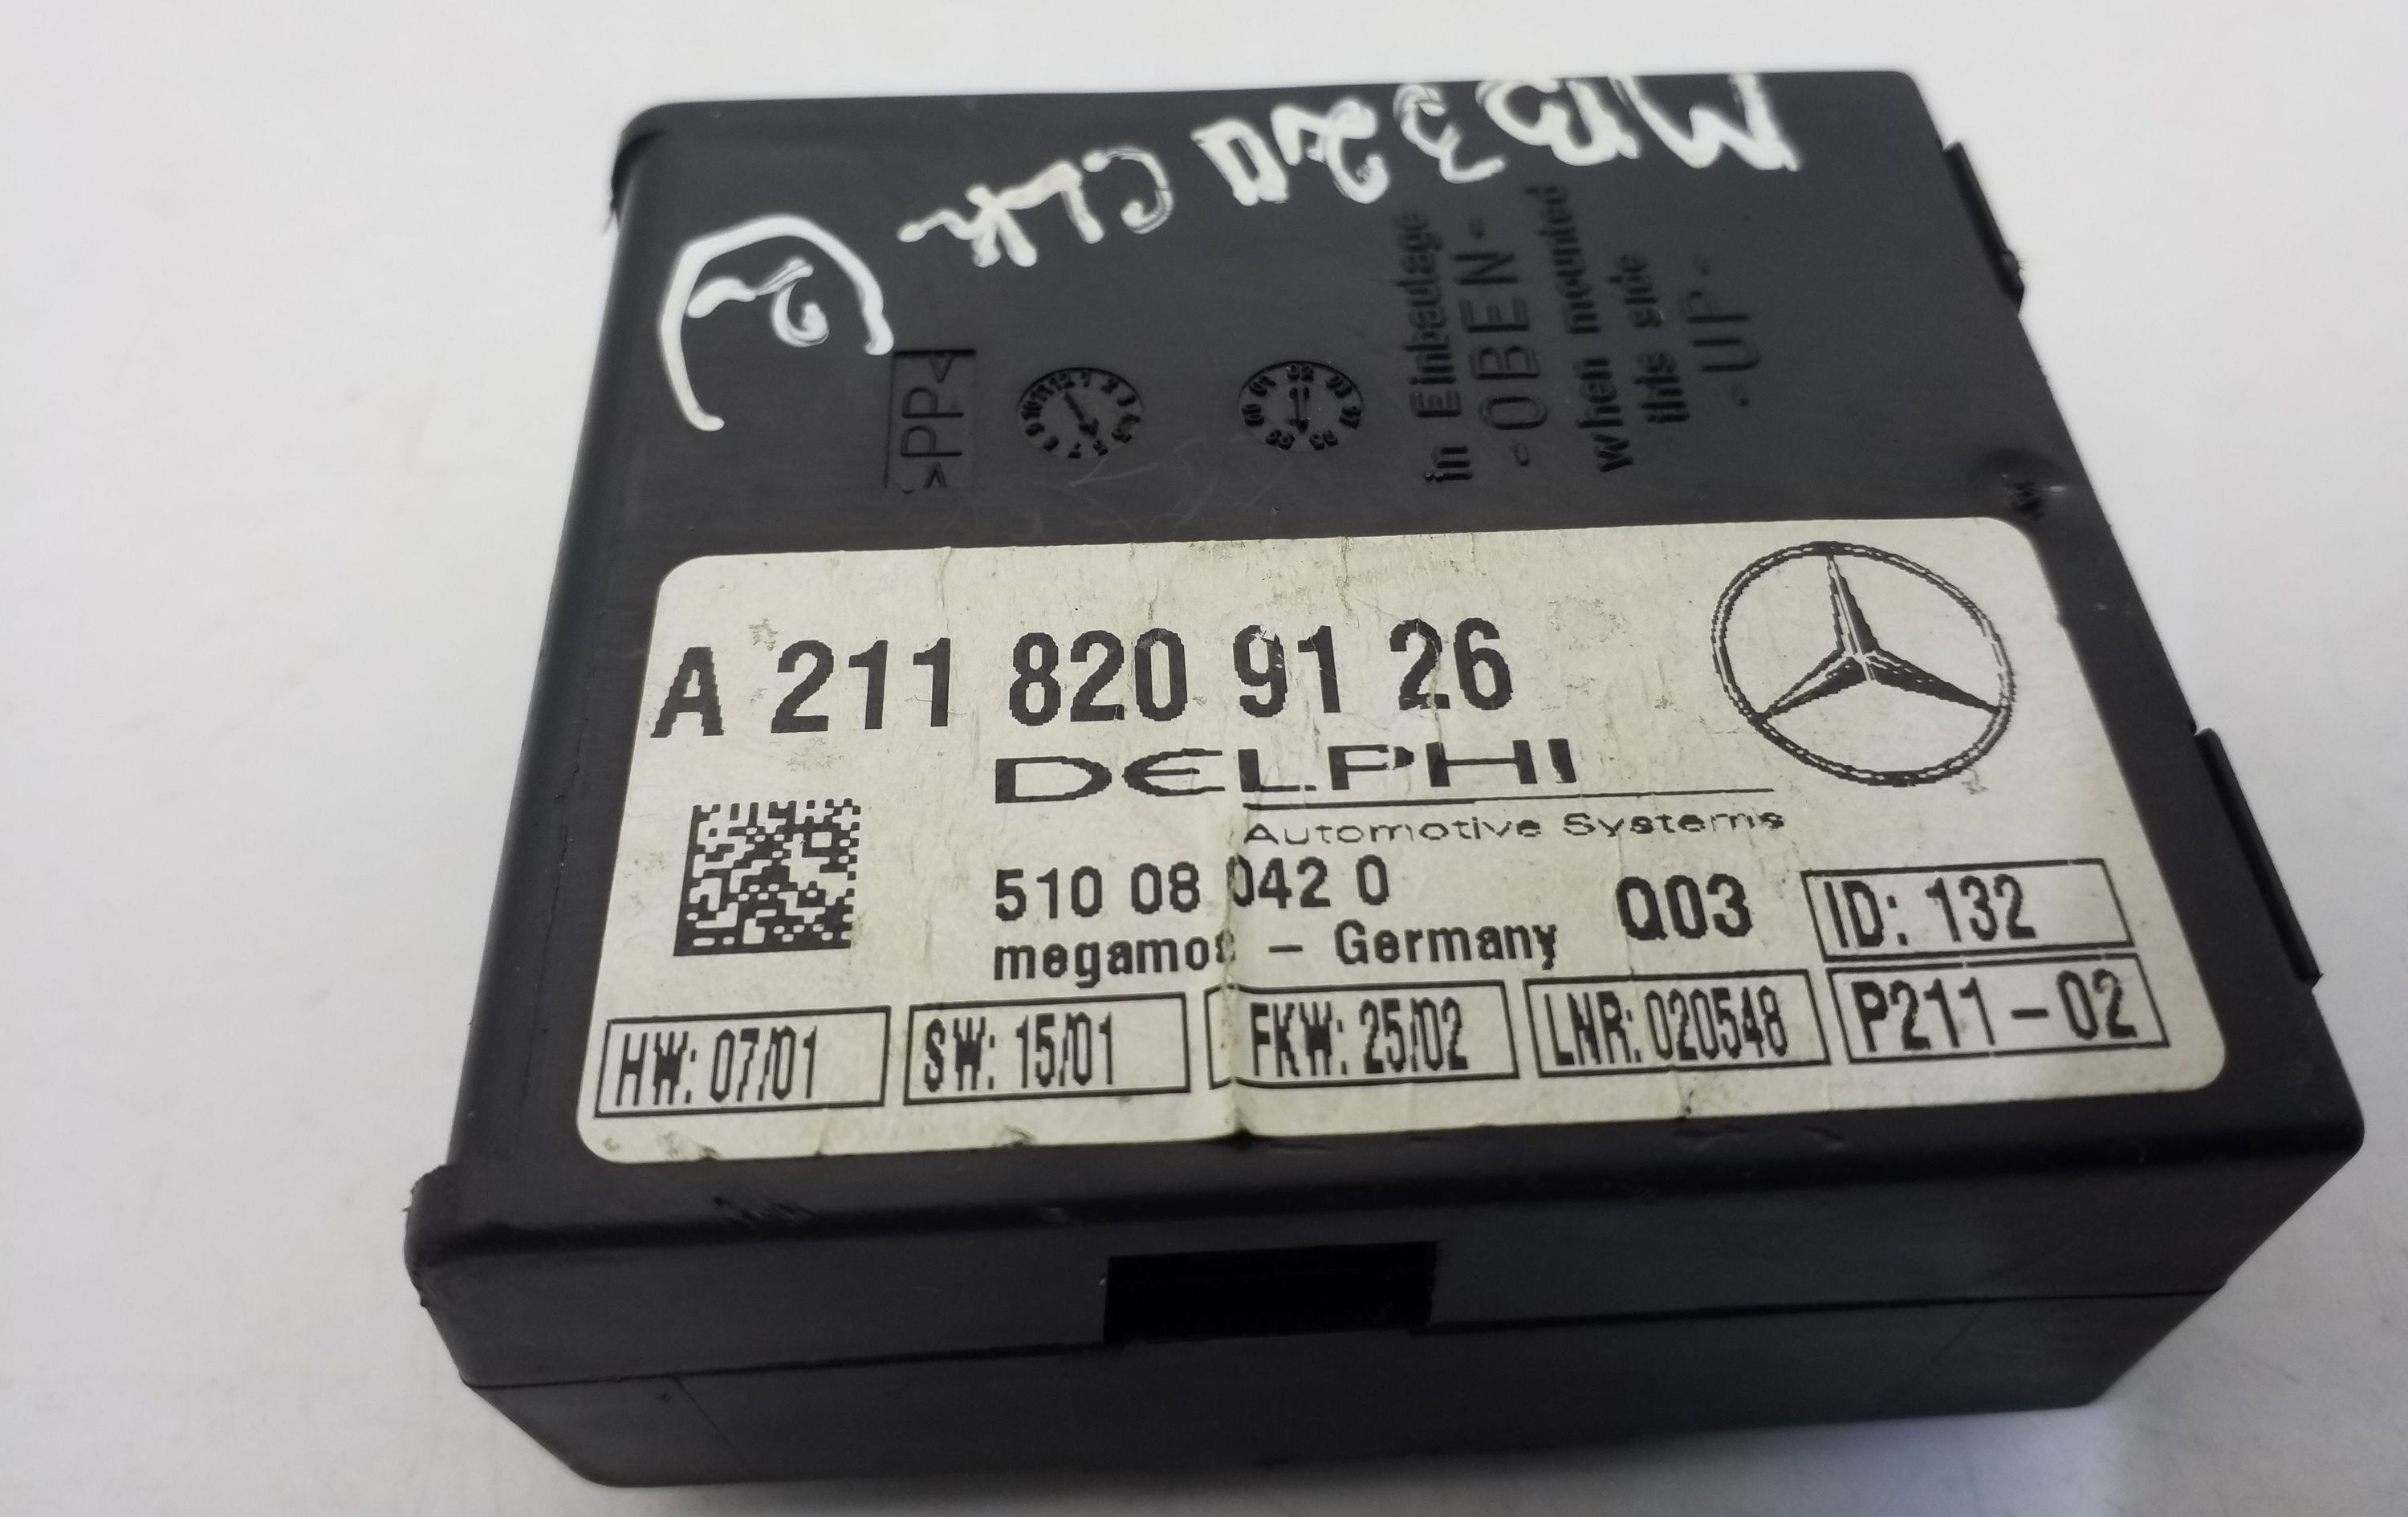 MB 320 CLK
>PP<
in Einbaulage
-OBEN-
when mounted
this side
-UP-
A 211 820 91 26
DELPHI
Automotive Systems
510 08 042 0
megamos - Germany
Q03
ID: 132
HW: 07/01
SW: 15/01
FKW: 25/02
LNR: 020548
P211-02